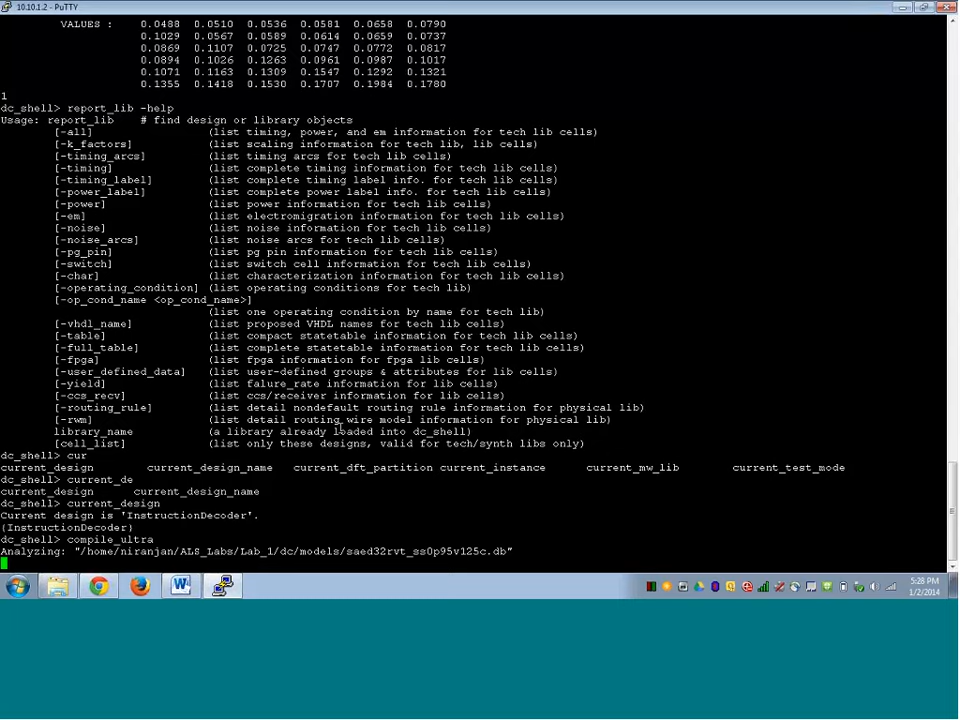 10.10.1.2 - PuTTY
VALUES : 0.0488 0.0510 0.0536 0.0581 0.0658 0.0790
0.1029 0.0567 0.0589 0.0614 0.0659 0.0737
0.0869 0.1107 0.0725 0.0747 0.0772 0.0817
0.0894 0.1026 0.1263 0.0961 0.0987 0.1017
0.1071 0.1163 0.1309 0.1547 0.1292 0.1321
0.1355 0.1418 0.1530 0.1707 0.1984 0.1780
1
dc_shell> report_lib -help
Usage: report_lib # find design or library objects
[-all] (list timing, power, and em information for tech lib cells)
[-k_factors] (list scaling information for tech lib, lib cells)
[-timing_arcs] (list timing arcs for tech lib cells)
[-timing] (list complete timing information for tech lib cells)
[-timing_label] (list complete timing label info. for tech lib cells)
[-power_label] (list complete power label info. for tech lib cells)
[-power] (list power information for tech lib cells)
[-em] (list electromigration information for tech lib cells)
[-noise] (list noise information for tech lib cells)
[-noise_arcs] (list noise arcs for tech lib cells)
[-pg_pin] (list pg pin information for tech lib cells)
[-switch] (list switch cell information for tech lib cells)
[-char] (list characterization information for tech lib cells)
[-operating_condition] (list operating conditions for tech lib)
[-op_cond_name <op_cond_name>]
(list one operating condition by name for tech lib)
[-vhdl_name] (list proposed VHDL names for tech lib cells)
[-table] (list compact statetable information for tech lib cells)
[-full_table] (list complete statetable information for tech lib cells)
[-fpga] (list fpga information for fpga lib cells)
[-user_defined_data] (list user-defined groups & attributes for lib cells)
[-yield] (list falure_rate information for lib cells)
[-ccs_recv] (list ccs/receiver information for lib cells)
[-routing_rule] (list detail nondefault routing rule information for physical lib)
[-rwm] (list detail routing wire model information for physical lib)
library_name (a library already loaded into dc_shell)
[cell_list] (list only these designs, valid for tech/synth libs only)
dc_shell> cur
current_design current_design_name current_dft_partition current_instance current_mw_lib current_test_mode
dc_shell> current_de
current_design current_design_name
dc_shell> current_design
Current design is 'InstructionDecoder'.
{InstructionDecoder}
dc_shell> compile_ultra
Analyzing: "/home/niranjan/ALS_Labs/Lab_1/dc/models/saed32rvt_ss0p95v125c.db"
5:28 PM
1/2/2014